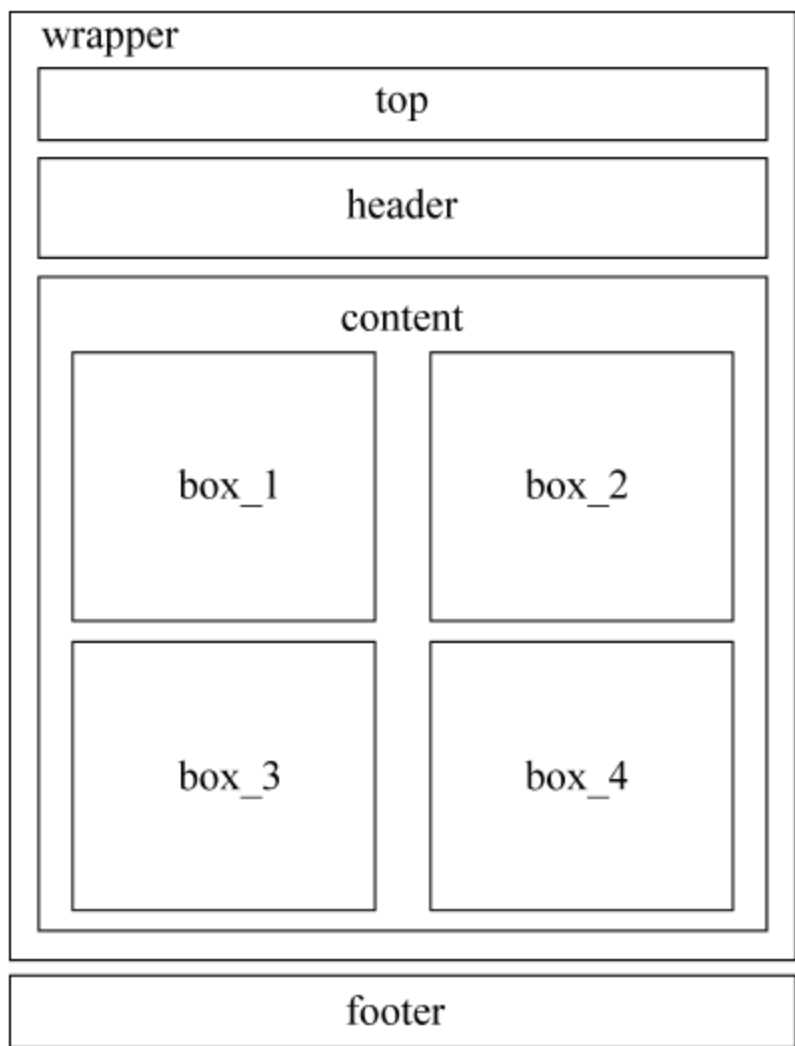 wrapper
top
header
content
box_1
box_2
box_3
box_4
footer